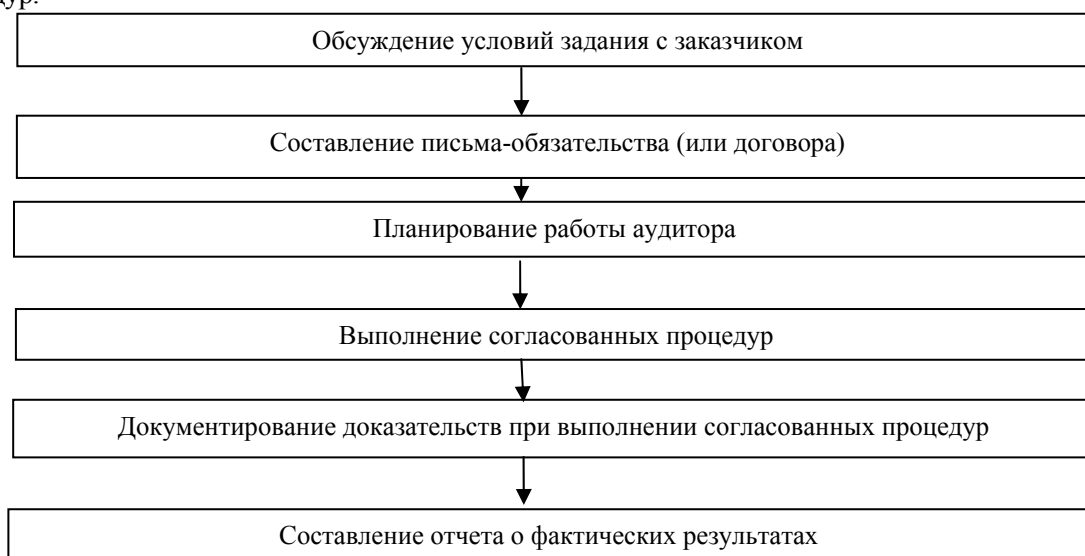 Обсуждение условий задания с заказчиком
Составление письма-обязательства (или договора)
Планирование работы аудитора
Выполнение согласованных процедур
Документирование доказательств при выполнении согласованных процедур
Составление отчета о фактических результатах